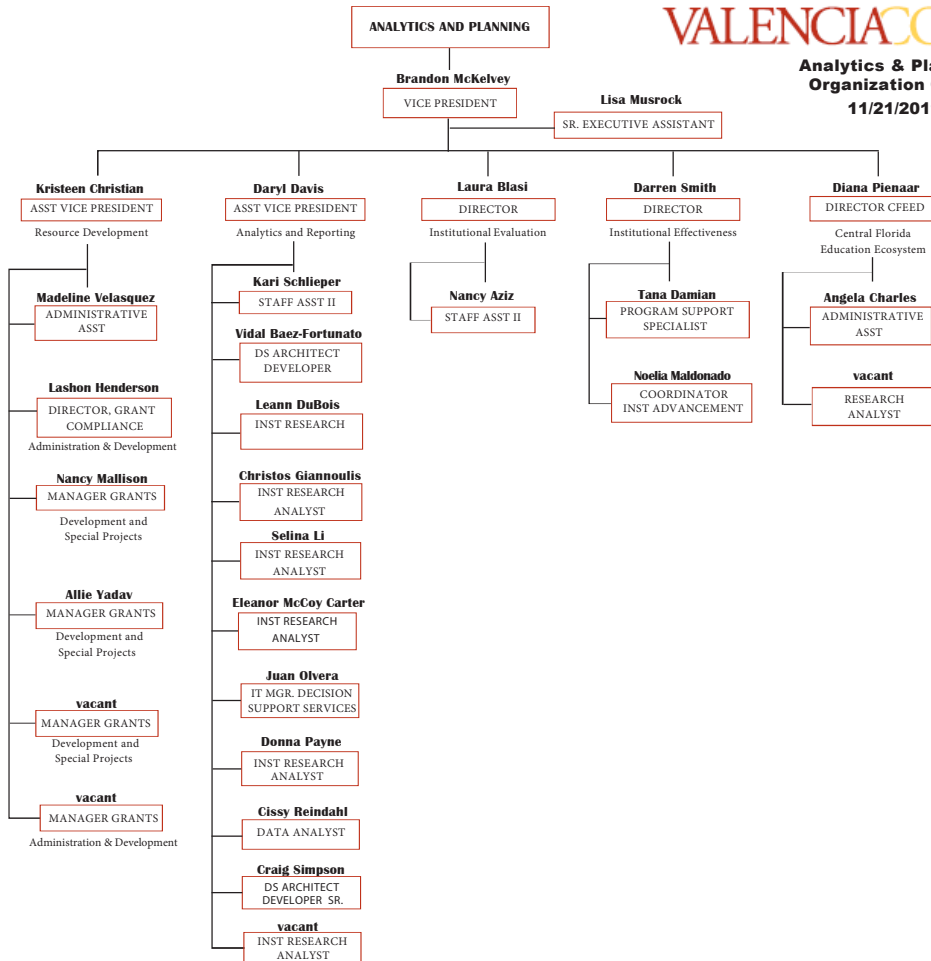 ANALYTICS AND PLANNING
VALENCIA
Analytics &
Organization
11/21/201
Brandon McKelvey
VICE PRESIDENT
Lisa Musrock
SR. EXECUTIVE ASSISTANT
Kristeen Christian
ASST VICE PRESIDENT
Resource Development
Madeline Velasquez
ADMINISTRATIVE
ASST
Lashon Henderson
DIRECTOR, GRANT
COMPLIANCE
Administration & Development
Nancy Mallison
MANAGER GRANTS
Development and
Special Projects
Allie Yadav
MANAGER GRANTS
Development and
Special Projects
vacant
MANAGER GRANTS
Development and
Special Projects
vacant
MANAGER GRANTS
Administration & Development
Daryl Davis
ASST VICE PRESIDENT
Analytics and Reporting
Kari Schlieper
STAFF ASST II
Vidal Baez-Fortunato
DS ARCHITECT
DEVELOPER
Leann DuBois
INST RESEARCH
Christos Giannoulis
INST RESEARCH
ANALYST
Selina Li
INST RESEARCH
ANALYST
Eleanor McCoy Carter
INST RESEARCH
ANALYST
Juan Olvera
IT MGR. DECISION
SUPPORT SERVICES
Donna Payne
INST RESEARCH
ANALYST
Cissy Reindahl
DATA ANALYST
Craig Simpson
DS ARCHITECT
DEVELOPER SR.
vacant
INST RESEARCH
ANALYST
Laura Blasi
DIRECTOR
Institutional Evaluation
Nancy Aziz
STAFF ASST II
Darren Smith
DIRECTOR
Institutional Effectiveness
Tana Damian
PROGRAM SUPPORT
SPECIALIST
Noelia Maldonado
COORDINATOR
INST ADVANCEMENT
Diana Pienaar
DIRECTOR CFEED
Central Florida
Education Ecosystem
Angela Charles
ADMINISTRATIVE
ASST
vacant
RESEARCH
ANALYST